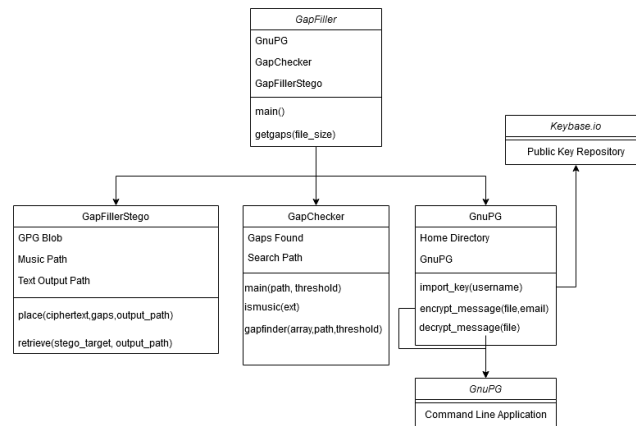 GapFiller
GnuPG
GapChecker
GapFillerStego
main()
getgaps(file_size)
Keybase.io
Public Key Repository
GapFillerStego
GPG Blob
Music Path
Text Output Path
place(ciphertext,gaps,output_path)
retrieve(stego_target, output_path)
GapChecker
Gaps Found
Search Path
main(path, threshold)
ismusic(ext)
gapfinder(array,path,threshold)
GnuPG
Home Directory
GnuPG
import_key(username)
encrypt_message(file,email)
decrypt_message(file)
GnuPG
Command Line Application